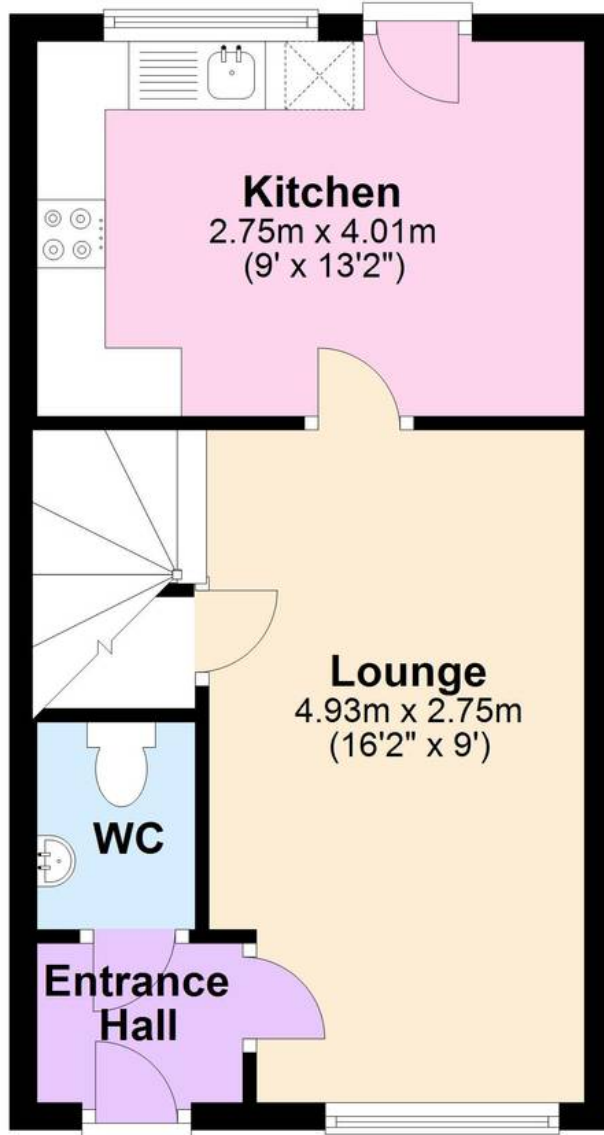 Kitchen
2.75m x 4.01m
(9' x 13'2")
Lounge
4.93m x 2.75m
(16'2" x 9')
WC
Entrance
Hall